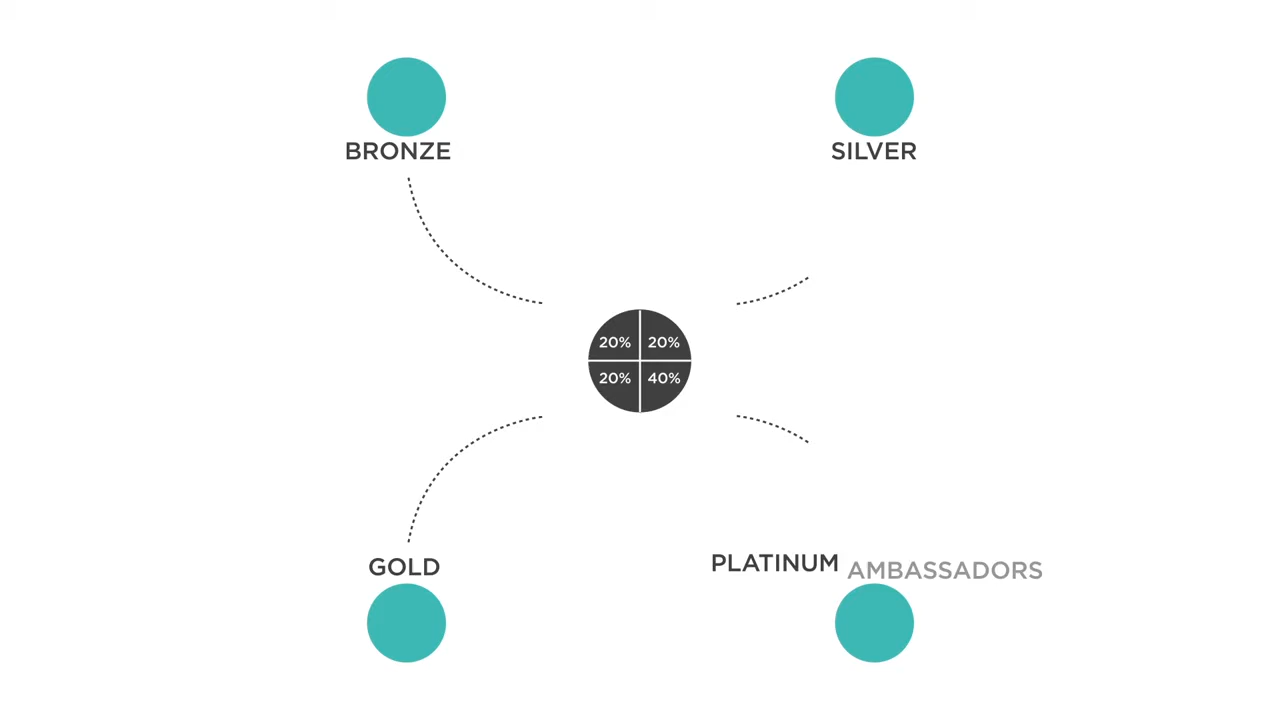 BRONZE
SILVER
20% 20%
20% 40%
GOLD
PLATINUM AMBASSADORS